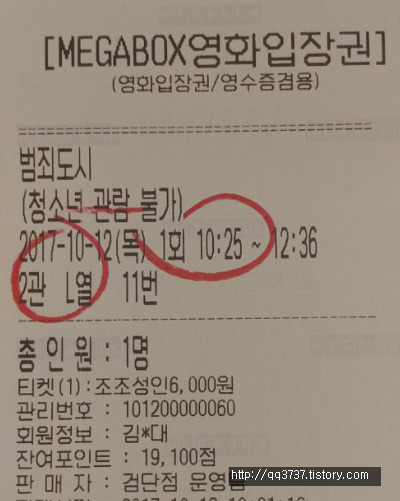 [MEGABOX영화입장권]
(영화입장권/영수증겸용)
범죄도시
(청소년 관람 불가)
2017-10-12(목) 1회 10:25 ~ 12:36
2관 L열 11번
총 인 원 : 1명
티켓(1):조조성인6,000원
관리번호 : 101200000060
회원정보 : 김*대
잔여포인트 : 19,100점
판 매 자 : 검단점 운영팀
http://qq3737.tistory.com